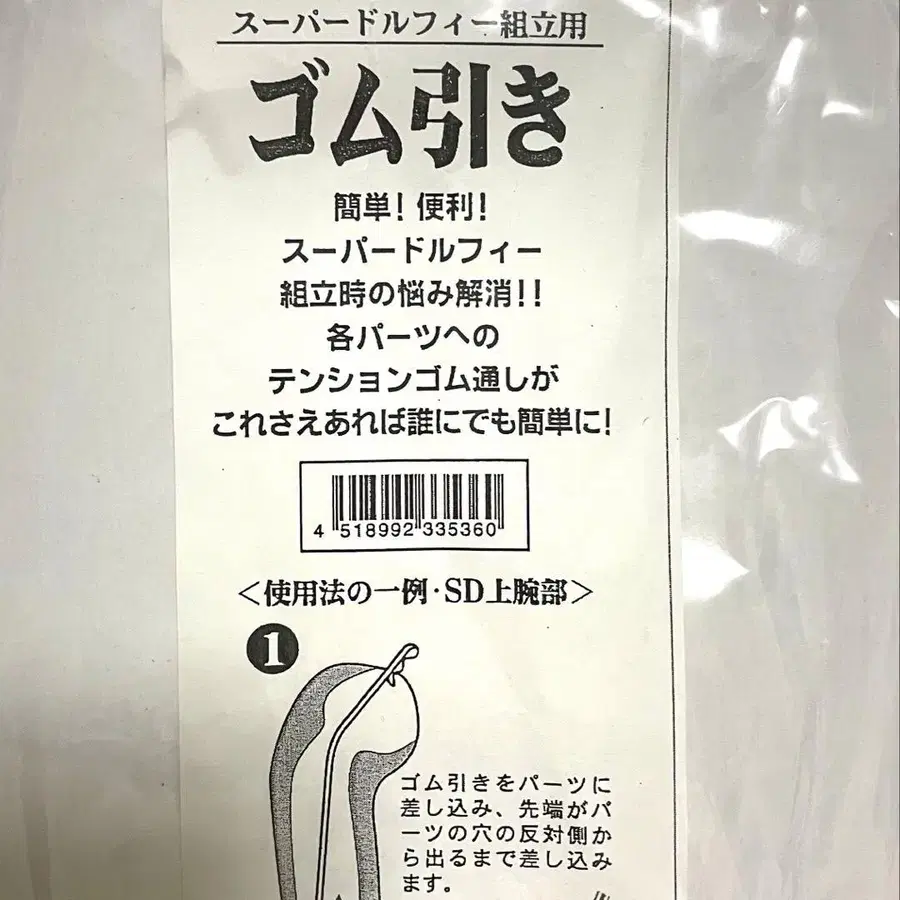 スーパードルフィー組立用
ゴム引き
簡単！便利！
スーパードルフィー
組立時の悩み解消！！
各パーツへの
テンションゴム通しが
これさえあれば誰にでも簡単に！
4 518992 335360
＜使用法の一例・SD上腕部＞
1
ゴム引きをパーツに
差し込み、先端がパ
ーツの穴の反対側か
ら出るまで差し込み
ます。